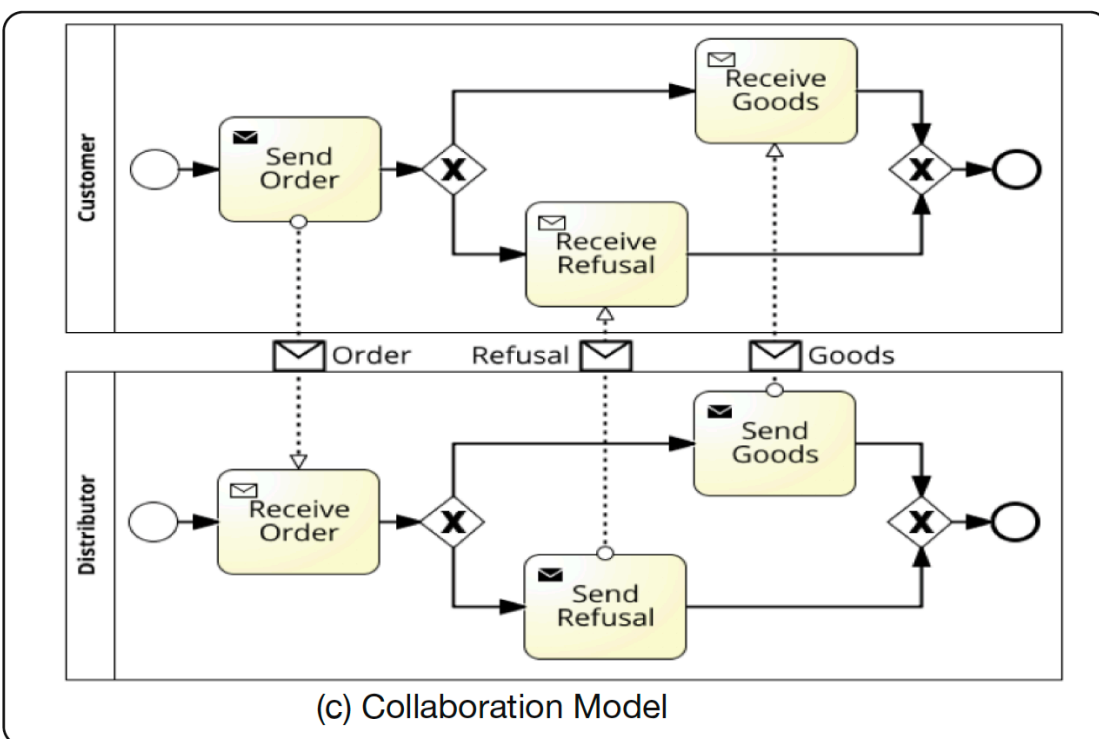 Customer
Send
Order
X
Receive
Goods
Receive
Refusal
X
Order
Refusal
Goods
Distributor
Receive
Order
X
Send
Goods
Send
Refusal
X
(c) Collaboration Model